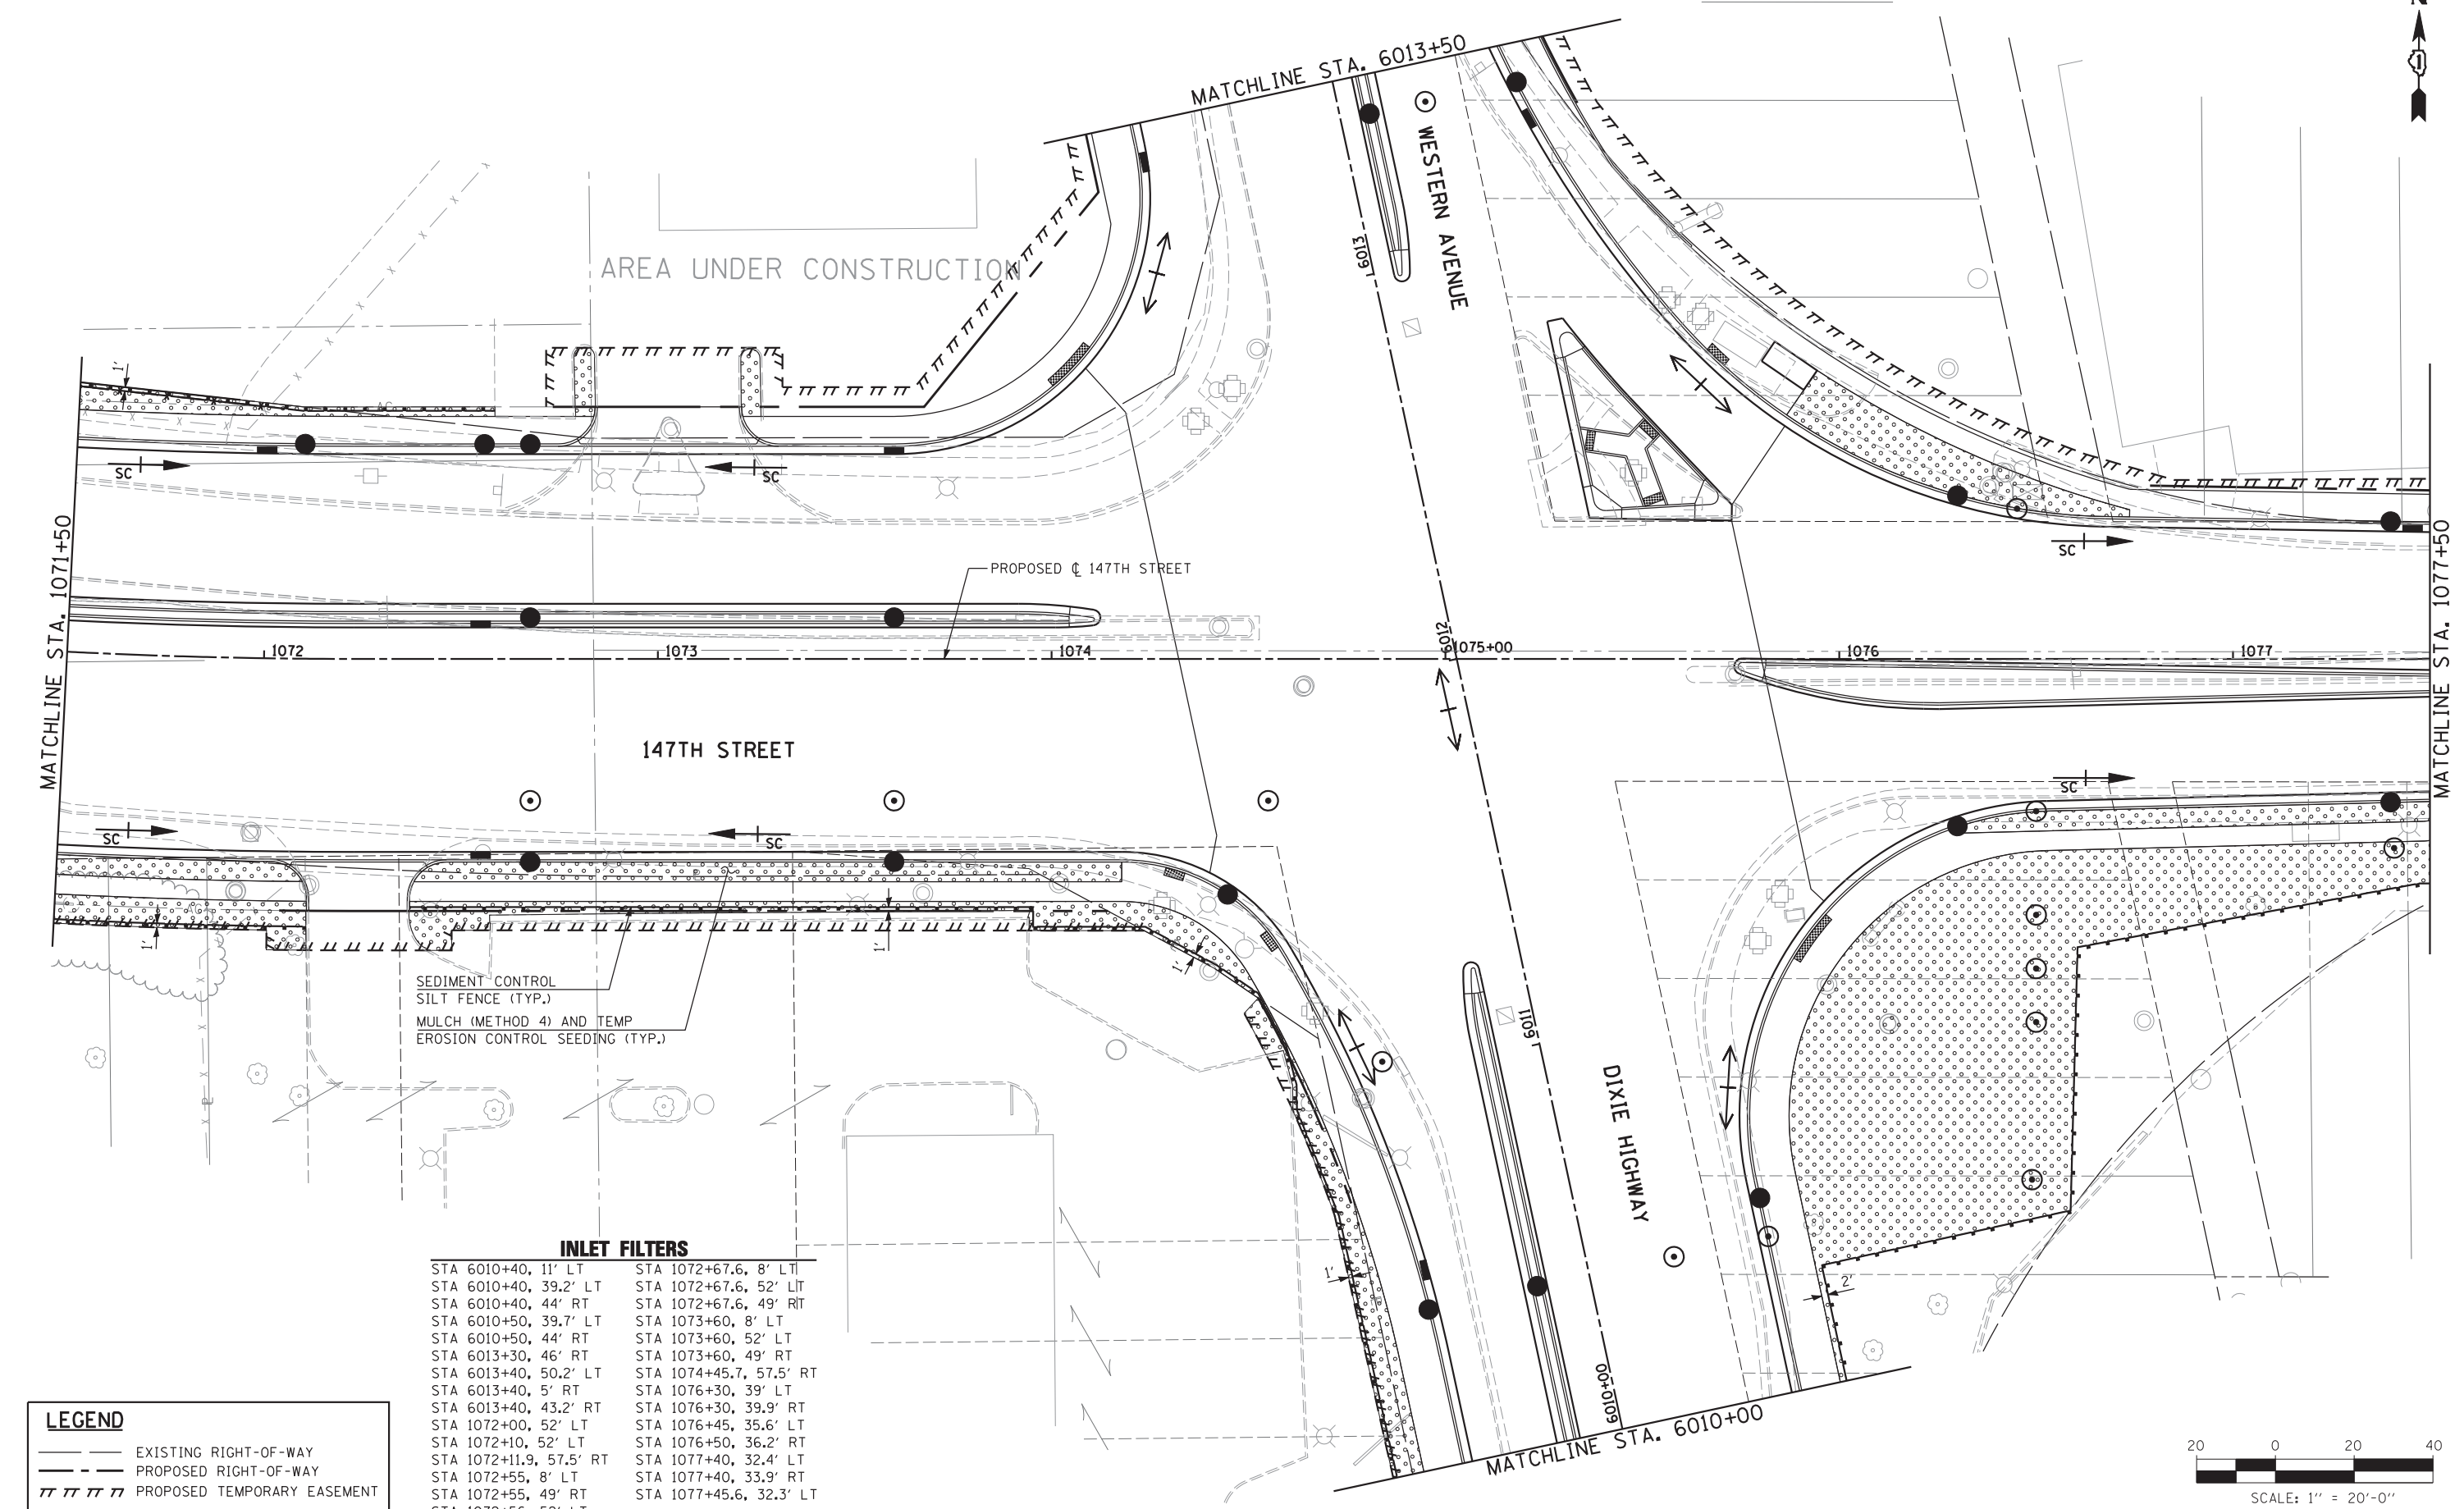 N
MATCHLINE STA. 6013+50
WESTERN AVENUE
6013
AREA UNDER CONSTRUCTION
1'
AC
SC
SC
SC
MATCHLINE STA. 1071+50
PROPOSED ℄ 147TH STREET
1072
1073
1074
6012
1075+00
1076
1077
MATCHLINE STA. 1077+50
147TH STREET
SC
SC
SC
1'
1'
1'
SEDIMENT CONTROL
SILT FENCE (TYP.)
MULCH (METHOD 4) AND TEMP
EROSION CONTROL SEEDING (TYP.)
6011
DIXIE HIGHWAY
1'
2'
6010+00
MATCHLINE STA. 6010+00
INLET FILTERS
STA 6010+40, 11' LT
STA 6010+40, 39.2' LT
STA 6010+40, 44' RT
STA 6010+50, 39.7' LT
STA 6010+50, 44' RT
STA 6013+30, 46' RT
STA 6013+40, 50.2' LT
STA 6013+40, 5' RT
STA 6013+40, 43.2' RT
STA 1072+00, 52' LT
STA 1072+10, 52' LT
STA 1072+11.9, 57.5' RT
STA 1072+55, 8' LT
STA 1072+55, 49' RT
STA 1072+67.6, 8' LT
STA 1072+67.6, 52' LT
STA 1072+67.6, 49' RT
STA 1073+60, 8' LT
STA 1073+60, 52' LT
STA 1073+60, 49' RT
STA 1074+45.7, 57.5' RT
STA 1076+30, 39' LT
STA 1076+30, 39.9' RT
STA 1076+45, 35.6' LT
STA 1076+50, 36.2' RT
STA 1077+40, 32.4' LT
STA 1077+40, 33.9' RT
STA 1077+45.6, 32.3' LT
LEGEND
EXISTING RIGHT-OF-WAY
PROPOSED RIGHT-OF-WAY
PROPOSED TEMPORARY EASEMENT
20 0 20 40
SCALE: 1" = 20'-0"